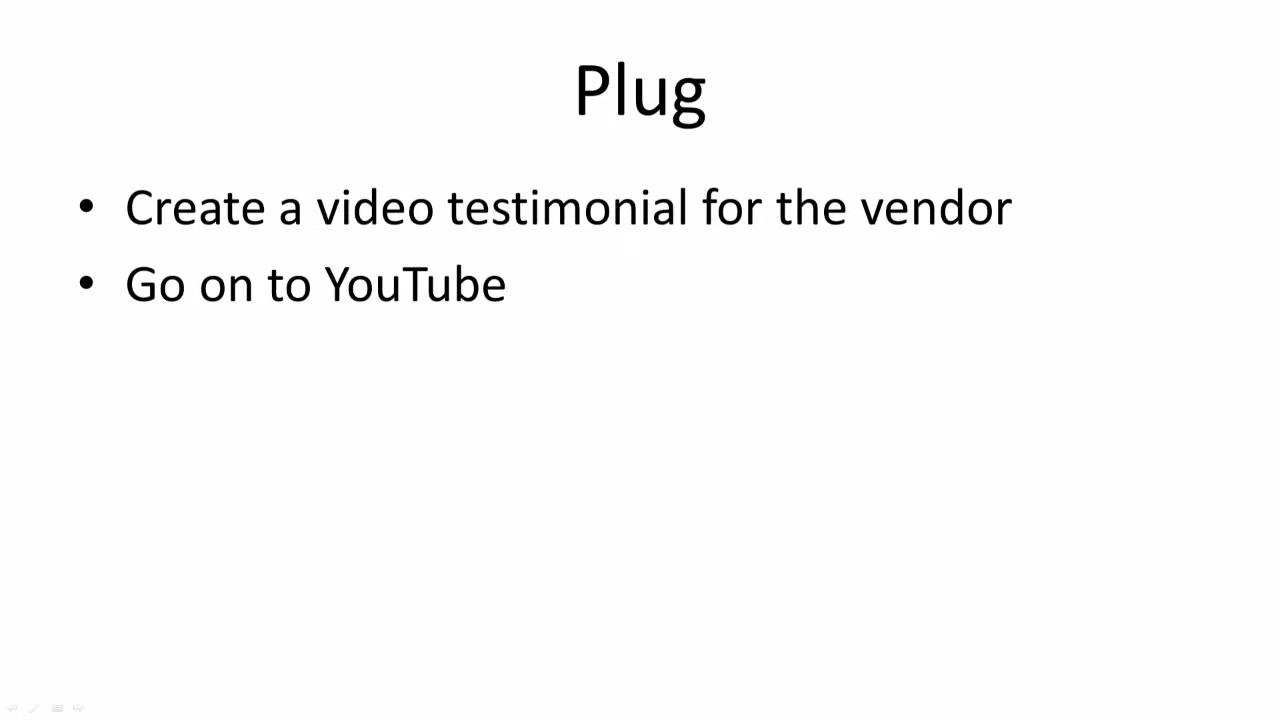 Plug
• Create a video testimonial for the vendor
• Go on to YouTube